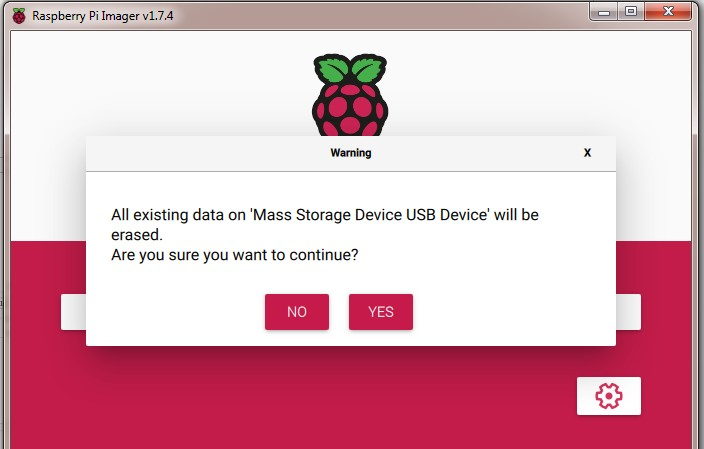 Raspberry Pi Imager v1.7.4
Warning
X
All existing data on 'Mass Storage Device USB Device' will be
erased.
Are you sure you want to continue?
NO YES